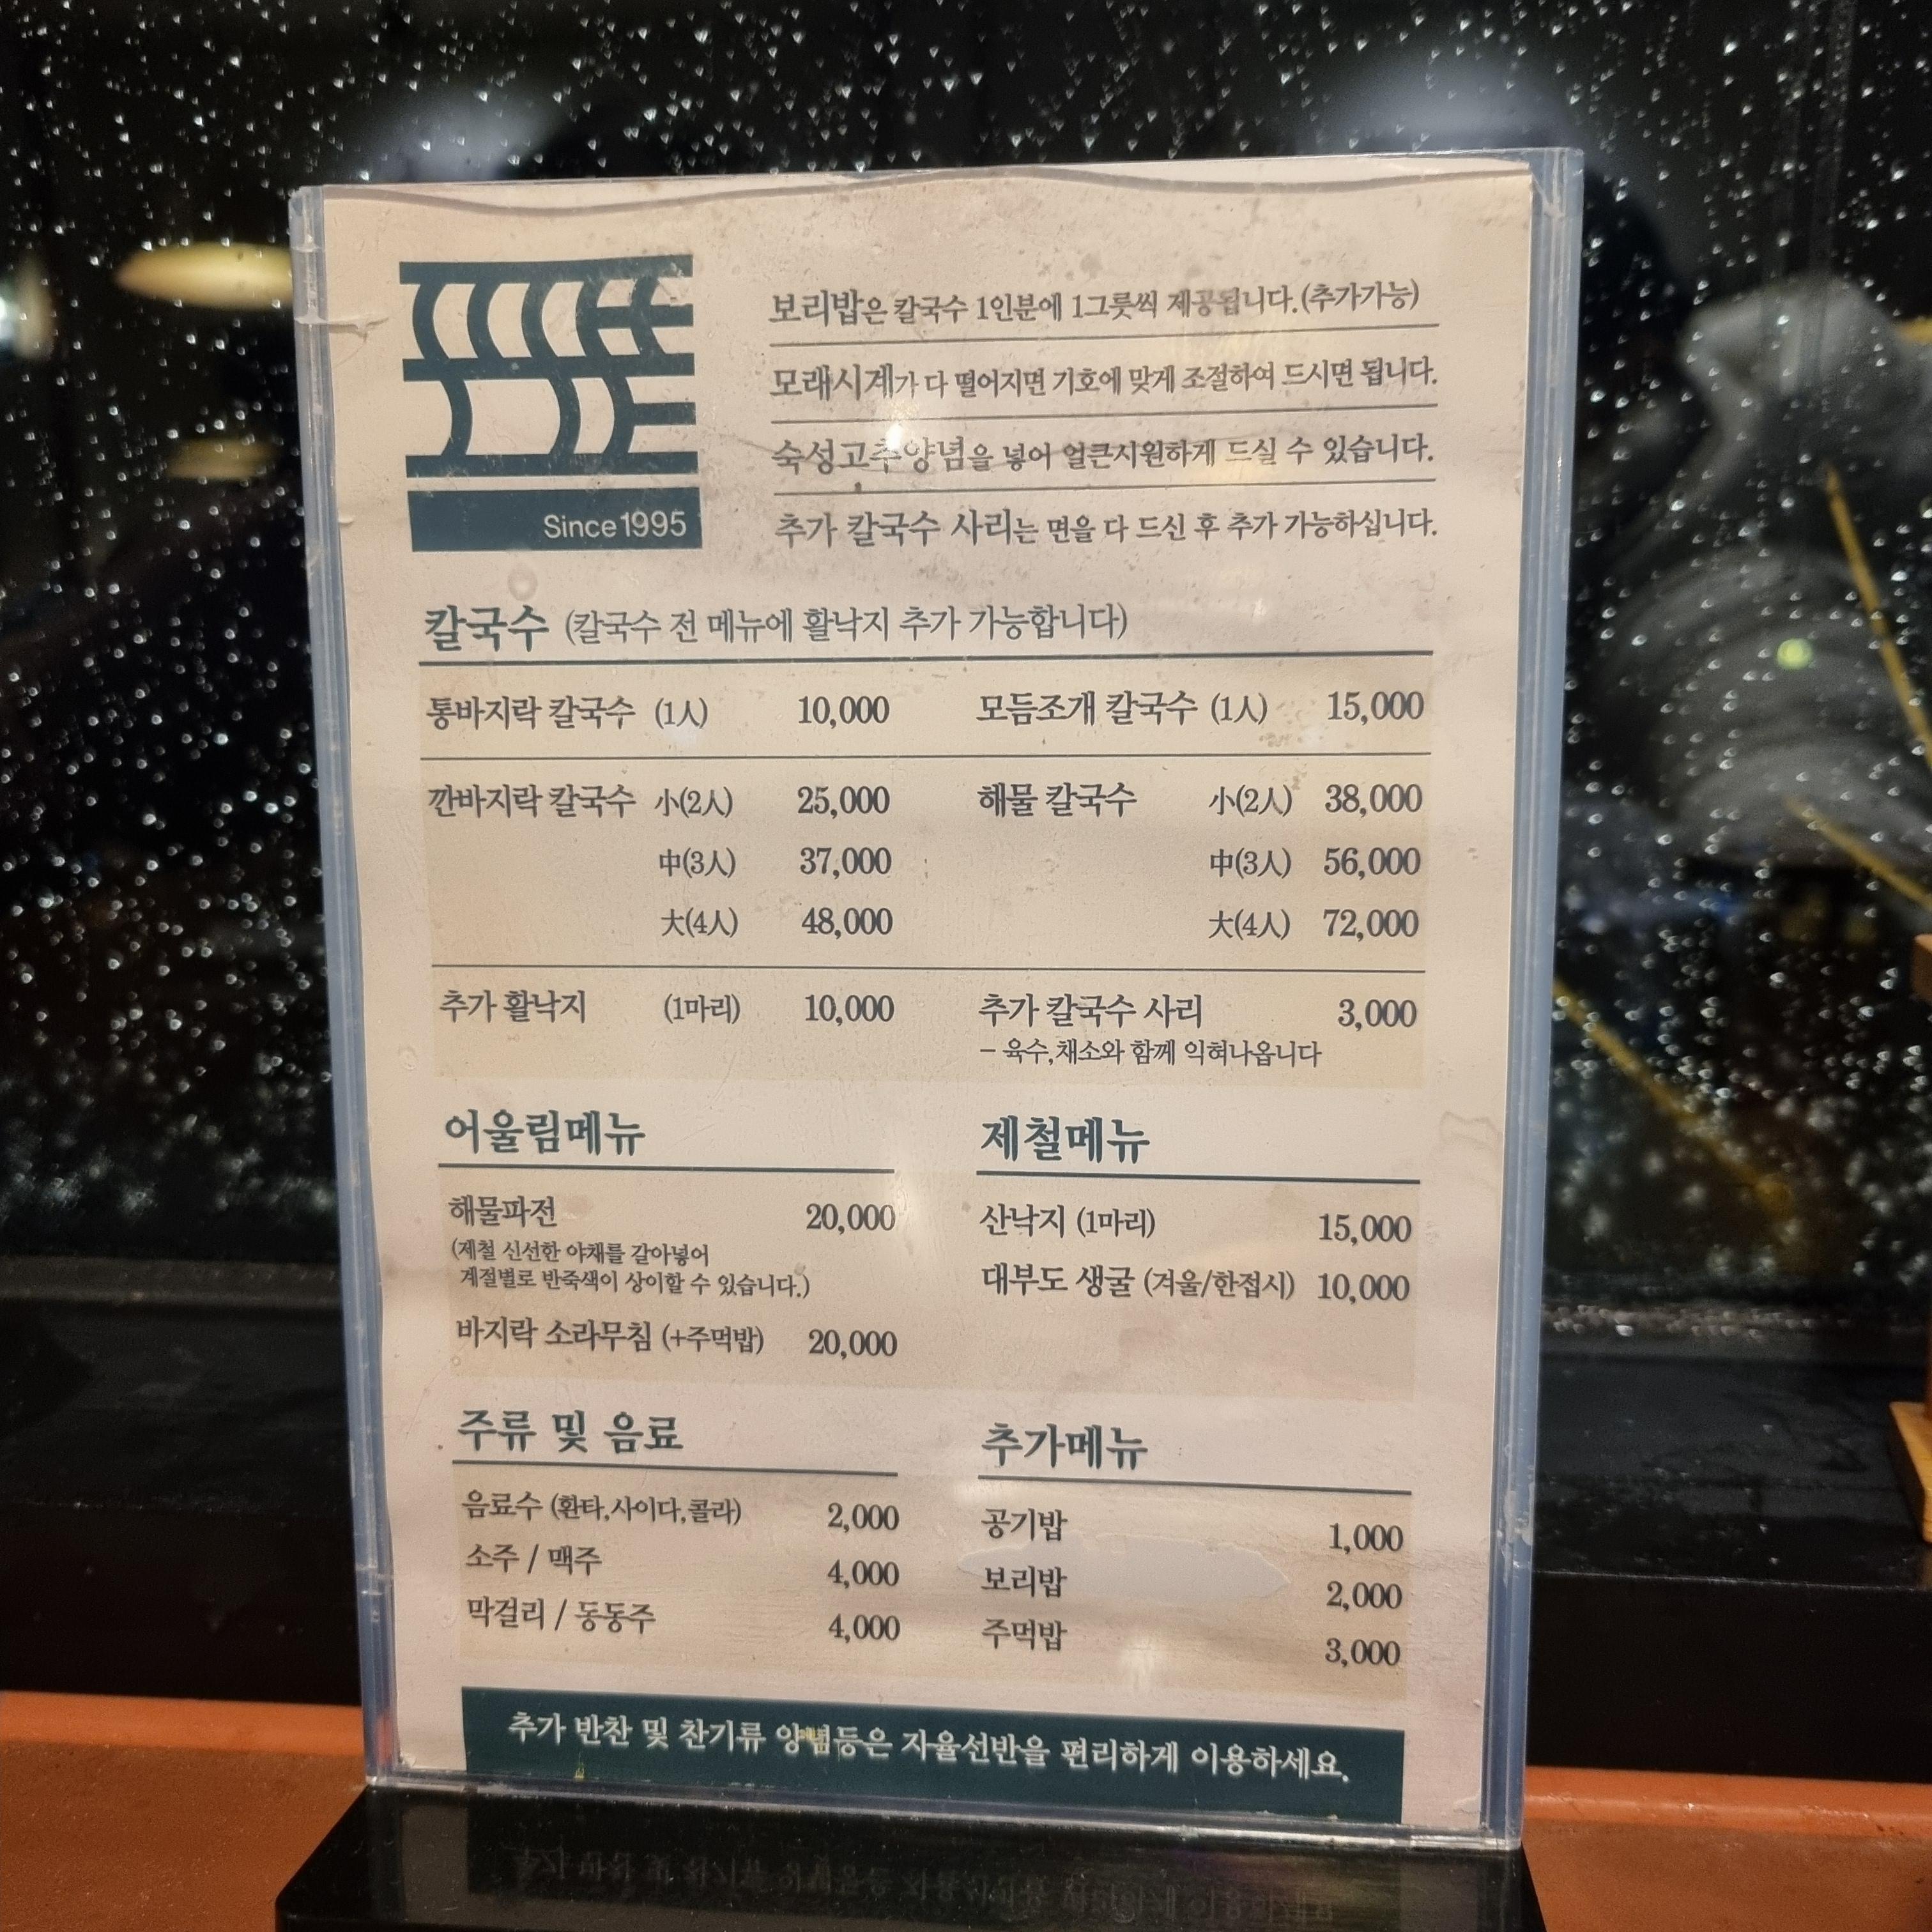 Since 1995
보리밥은 칼국수 1인분에 1그릇씩 제공됩니다.(추가가능)
모래시계가 다 떨어지면 기호에 맞게 조절하여 드시면 됩니다.
숙성고추양념을 넣어 얼큰시원하게 드실 수 있습니다.
추가 칼국수 사리는 면을 다 드신 후 추가 가능하십니다.
칼국수 (칼국수 전 메뉴에 활낙지 추가 가능합니다)
통바지락 칼국수 (1人) 10,000
모듬조개 칼국수 (1人) 15,000
깐바지락 칼국수 小(2人) 25,000
中(3人) 37,000
大(4人) 48,000
해물 칼국수 小(2人) 38,000
中(3人) 56,000
大(4人) 72,000
추가 활낙지 (1마리) 10,000
추가 칼국수 사리 3,000
- 육수,채소와 함께 익혀나옵니다
어울림메뉴
해물파전 20,000
(제철 신선한 야채를 갈아넣어
계절별로 반죽색이 상이할 수 있습니다.)
바지락 소라무침 (+주먹밥) 20,000
제철메뉴
산낙지 (1마리) 15,000
대부도 생굴 (겨울/한접시) 10,000
주류 및 음료
음료수 (환타,사이다,콜라) 2,000
소주 / 맥주 4,000
막걸리 / 동동주 4,000
추가메뉴
공기밥 1,000
보리밥 2,000
주먹밥 3,000
추가 반찬 및 찬기류 양념등은 자율선반을 편리하게 이용하세요.